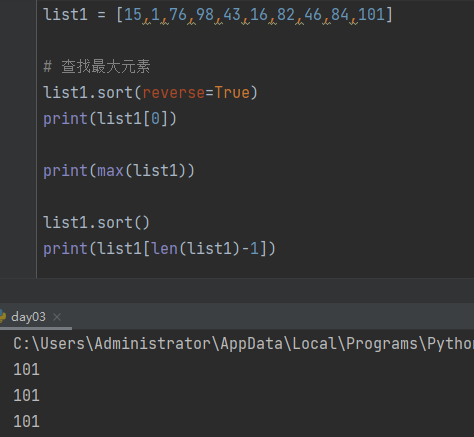 list1 = [15,1,76,98,43,16,82,46,84,101]
# 查找最大元素
list1.sort(reverse=True)
print(list1[0])
print(max(list1))
list1.sort()
print(list1[len(list1)-1])
day03 ×
C:\Users\Administrator\AppData\Local\Programs\Python
101
101
101